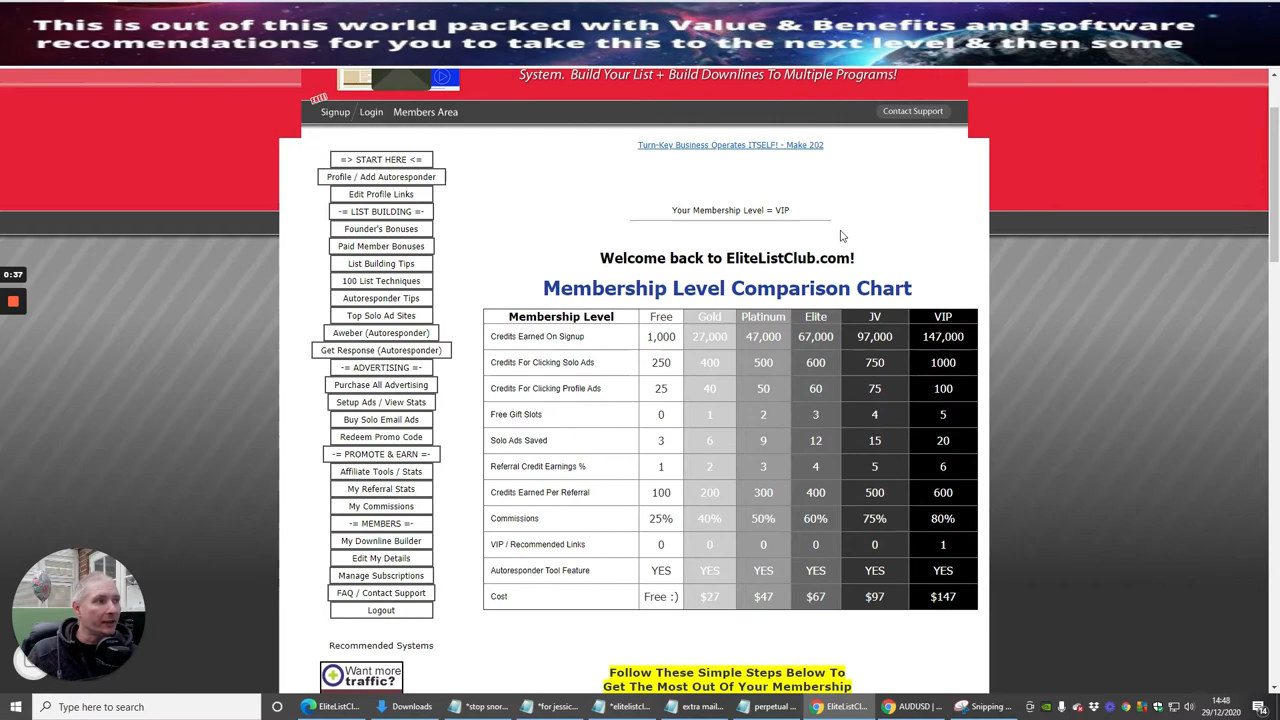 This is out of this world packed with Value & Benefits and software
recomendations for you to take this to the next level & then some
System. Build Your List + Build Downlines To Multiple Programs!
FREE!
Signup
Login
Members Area
Contact Support
Turn-Key Business Operates ITSELF! - Make 202
=> START HERE <=
Profile / Add Autoresponder
Edit Profile Links
-= LIST BUILDING =-
Founder's Bonuses
Paid Member Bonuses
List Building Tips
100 List Techniques
Autoresponder Tips
Top Solo Ad Sites
Aweber (Autoresponder)
Get Response (Autoresponder)
-= ADVERTISING =-
Purchase All Advertising
Setup Ads / View Stats
Buy Solo Email Ads
Redeem Promo Code
-= PROMOTE & EARN =-
Affiliate Tools / Stats
My Referral Stats
My Commissions
-= MEMBERS =-
My Downline Builder
Edit My Details
Manage Subscriptions
FAQ / Contact Support
Logout
Recommended Systems
Want more
traffic?
Your Membership Level = VIP
Welcome back to EliteListClub.com!
Membership Level Comparison Chart
Membership Level Free Gold Platinum Elite JV VIP
Credits Earned On Signup 1,000 27,000 47,000 67,000 97,000 147,000
Credits For Clicking Solo Ads 250 400 500 600 750 1000
Credits For Clicking Profile Ads 25 40 50 60 75 100
Free Gift Slots 0 1 2 3 4 5
Solo Ads Saved 3 6 9 12 15 20
Referral Credit Earnings % 1 2 3 4 5 6
Credits Earned Per Referral 100 200 300 400 500 600
Commissions 25% 40% 50% 60% 75% 80%
VIP / Recommended Links 0 0 0 0 0 1
Autoresponder Tool Feature YES YES YES YES YES YES
Cost Free :) $27 $47 $67 $97 $147
Follow These Simple Steps Below To
Get The Most Out Of Your Membership
0:37
Type here to search
EliteListCl...
Downloads
*stop snor...
*for jessic...
*elitelistcl...
extra mail...
perpetual ...
EliteListCl...
AUDUSD | ...
Snipping ...
14:48
29/12/2020
14